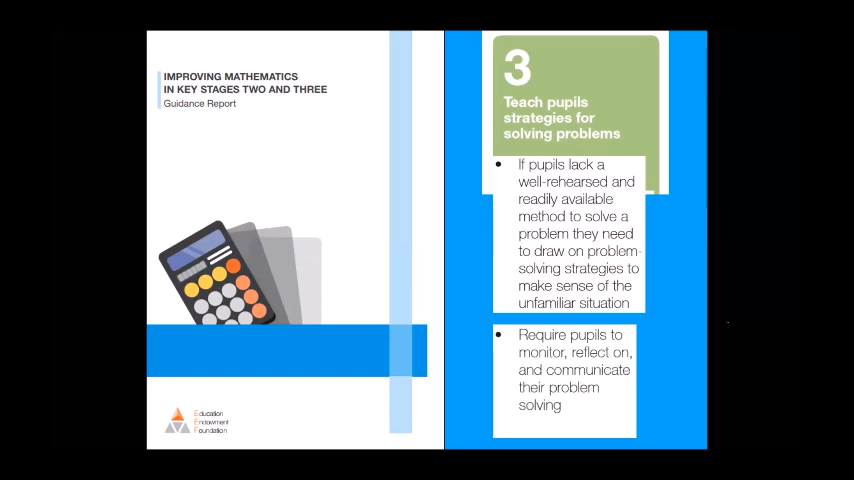 IMPROVING MATHEMATICS
IN KEY STAGES TWO AND THREE
Guidance Report
Education
Endowment
Foundation
3
Teach pupils
strategies for
solving problems
• If pupils lack a
well-rehearsed and
readily available
method to solve a
problem they need
to draw on problem-
solving strategies to
make sense of the
unfamiliar situation
• Require pupils to
monitor, reflect on,
and communicate
their problem
solving